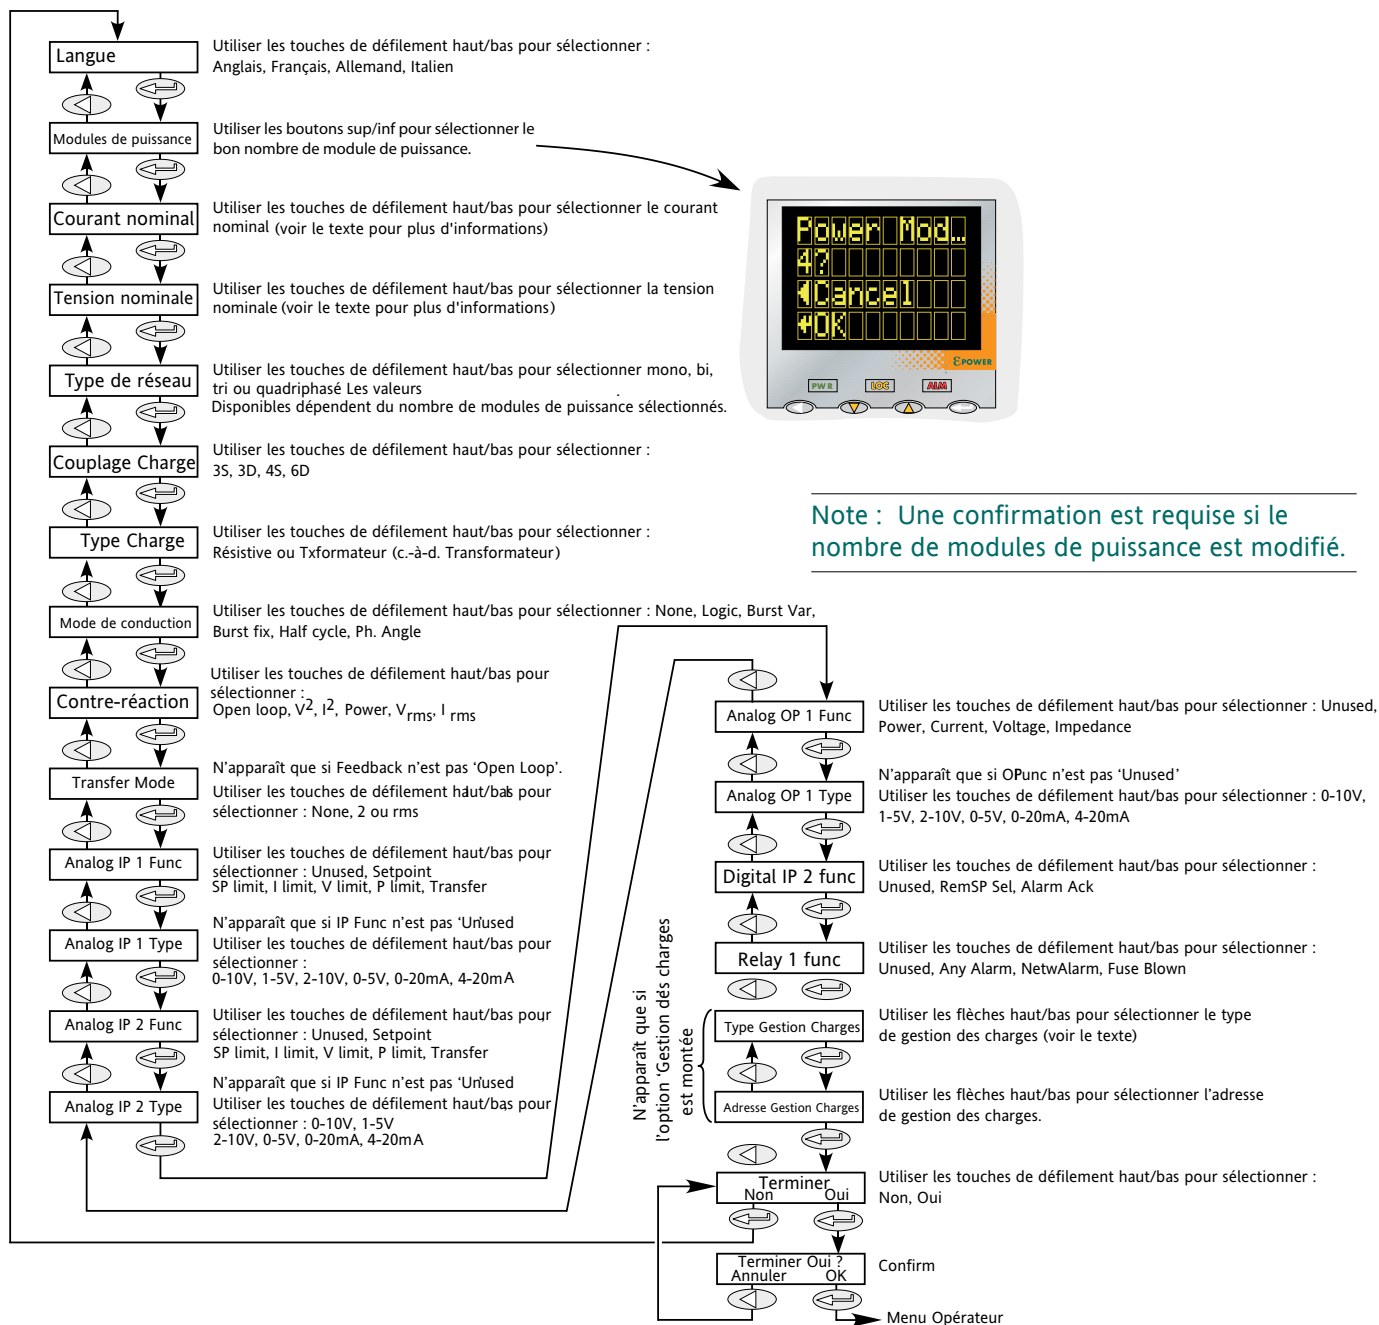 Langue
Utiliser les touches de défilement haut/bas pour sélectionner :
Anglais, Français, Allemand, Italien
Modules de puissance
Utiliser les boutons sup/inf pour sélectionner le
bon nombre de module de puissance.
Courant nominal
Utiliser les touches de défilement haut/bas pour sélectionner le courant
nominal (voir le texte pour plus d'informations)
Tension nominale
Utiliser les touches de défilement haut/bas pour sélectionner la tension
nominale (voir le texte pour plus d'informations)
Type de réseau
Utiliser les touches de défilement haut/bas pour sélectionner mono, bi,
tri ou quadriphasé Les valeurs .
Disponibles dépendent du nombre de modules de puissance sélectionnés.
Couplage Charge
Utiliser les touches de défilement haut/bas pour sélectionner :
3S, 3D, 4S, 6D
Type Charge
Utiliser les touches de défilement haut/bas pour sélectionner :
Résistive ou Txformateur (c.-à-d. Transformateur)
Mode de conduction
Utiliser les touches de défilement haut/bas pour sélectionner : None, Logic, Burst Var,
Burst fix, Half cycle, Ph. Angle
Contre-réaction
Utiliser les touches de défilement haut/bas pour
sélectionner :
Open loop, V2, I2, Power, Vrms, I rms
Transfer Mode
N'apparaît que si Feedback n'est pas 'Open Loop'.
Utiliser les touches de défilement haut/bas pour
sélectionner : None, 2 ou rms
Analog IP 1 Func
Utiliser les touches de défilement haut/bas pour
sélectionner : Unused, Setpoint
SP limit, I limit, V limit, P limit, Transfer
Analog IP 1 Type
N'apparaît que si IP Func n'est pas 'Unused'
Utiliser les touches de défilement haut/bas pour
sélectionner :
0-10V, 1-5V, 2-10V, 0-5V, 0-20mA, 4-20mA
Analog IP 2 Func
Utiliser les touches de défilement haut/bas pour
sélectionner : Unused, Setpoint
SP limit, I limit, V limit, P limit, Transfer
Analog IP 2 Type
N'apparaît que si IP Func n'est pas 'Unused'
Utiliser les touches de défilement haut/bas pour
sélectionner : 0-10V, 1-5V
2-10V, 0-5V, 0-20mA, 4-20mA
Power Mod...
4?
Cancel
OK
EPOWER
PWR LOC ALM
Note : Une confirmation est requise si le
nombre de modules de puissance est modifié.
Analog OP 1 Func
Utiliser les touches de défilement haut/bas pour sélectionner : Unused,
Power, Current, Voltage, Impedance
Analog OP 1 Type
N'apparaît que si OPunc n'est pas 'Unused'
Utiliser les touches de défilement haut/bas pour sélectionner : 0-10V,
1-5V, 2-10V, 0-5V, 0-20mA, 4-20mA
Digital IP 2 func
Utiliser les touches de défilement haut/bas pour sélectionner :
Unused, RemSP Sel, Alarm Ack
Relay 1 func
Utiliser les touches de défilement haut/bas pour sélectionner :
Unused, Any Alarm, NetwAlarm, Fuse Blown
N'apparaît que si
l'option 'Gestion des charges
est montée
Type Gestion Charges
Utiliser les flèches haut/bas pour sélectionner le type
de gestion des charges (voir le texte)
Adresse Gestion Charges
Utiliser les flèches haut/bas pour sélectionner l'adresse
de gestion des charges.
Terminer
Non Oui
Utiliser les touches de défilement haut/bas pour sélectionner :
Non, Oui
Terminer Oui ?
Annuler OK
Confirm
Menu Opérateur